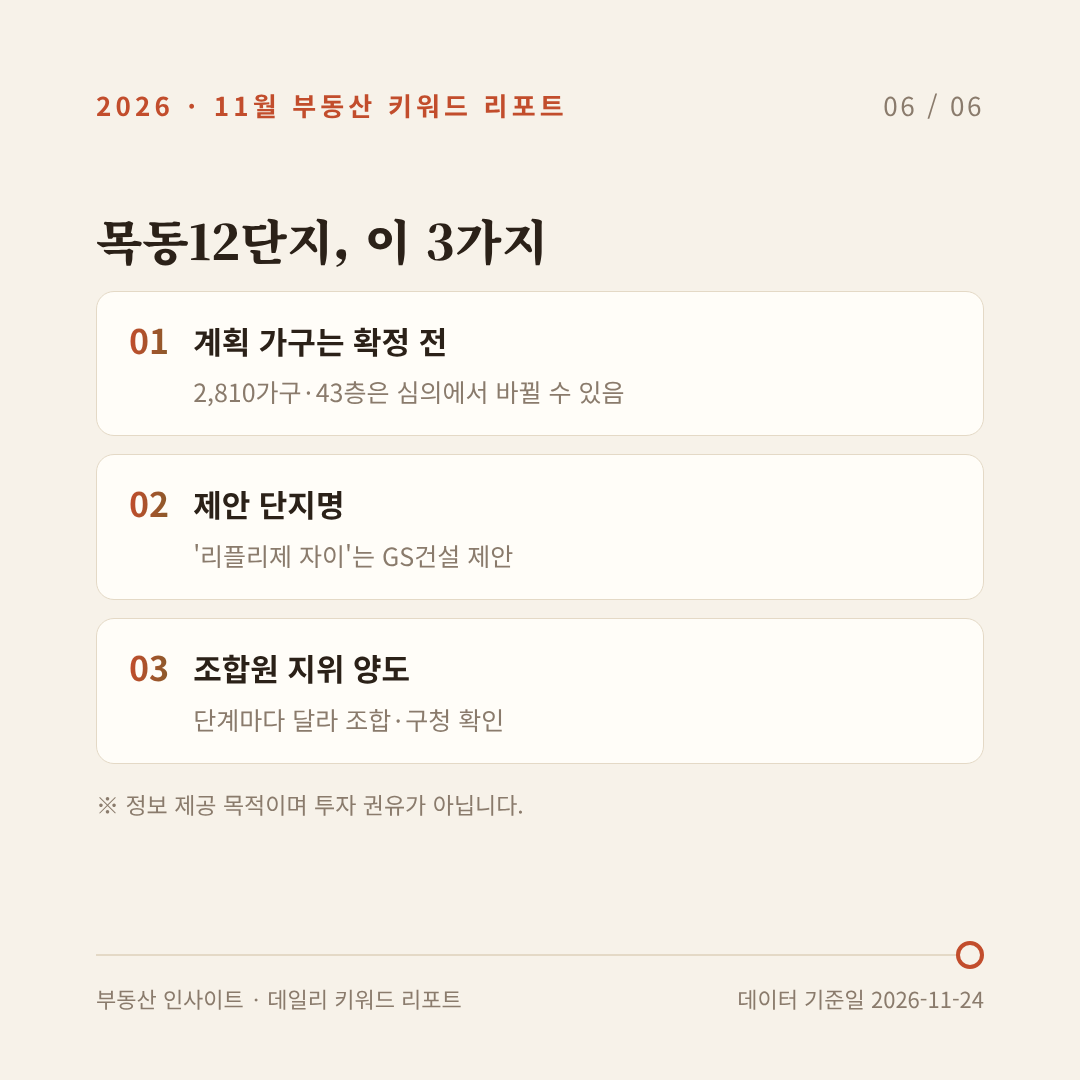 2026 · 11월 부동산 키워드 리포트
06 / 06
목동12단지, 이 3가지
01 계획 가구는 확정 전
2,810가구·43층은 심의에서 바뀔 수 있음
02 제안 단지명
'리플리제 자이'는 GS건설 제안
03 조합원 지위 양도
단계마다 달라 조합·구청 확인
※ 정보 제공 목적이며 투자 권유가 아닙니다.
부동산 인사이트 · 데일리 키워드 리포트
데이터 기준일 2026-11-24